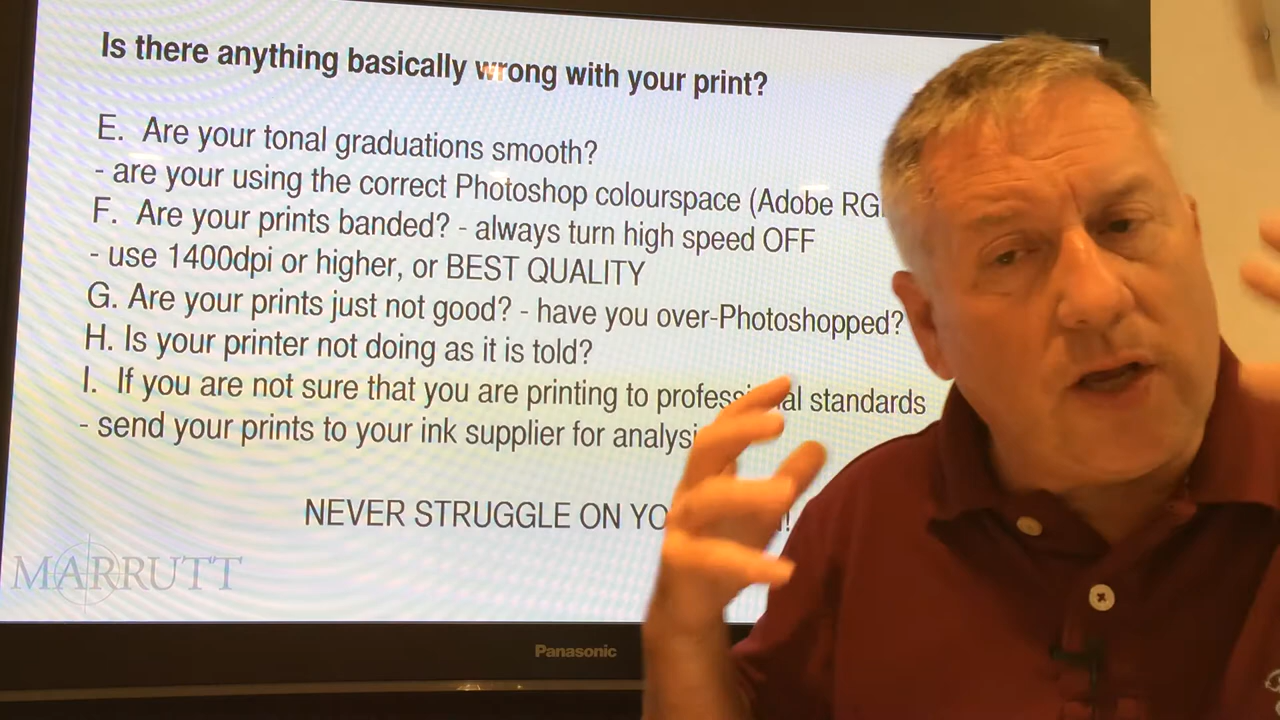 Is there anything basically wrong with your print?
E. Are your tonal graduations smooth?
- are your using the correct Photoshop colourspace (Adobe RG
F. Are your prints banded? - always turn high speed OFF
- use 1400dpi or higher, or BEST QUALITY
G. Are your prints just not good? - have you over-Photoshopped?
H. Is your printer not doing as it is told?
I. If you are not sure that you are printing to professional standards
- send your prints to your ink supplier for analysi
NEVER STRUGGLE ON YO
MARRUTT
Panasonic